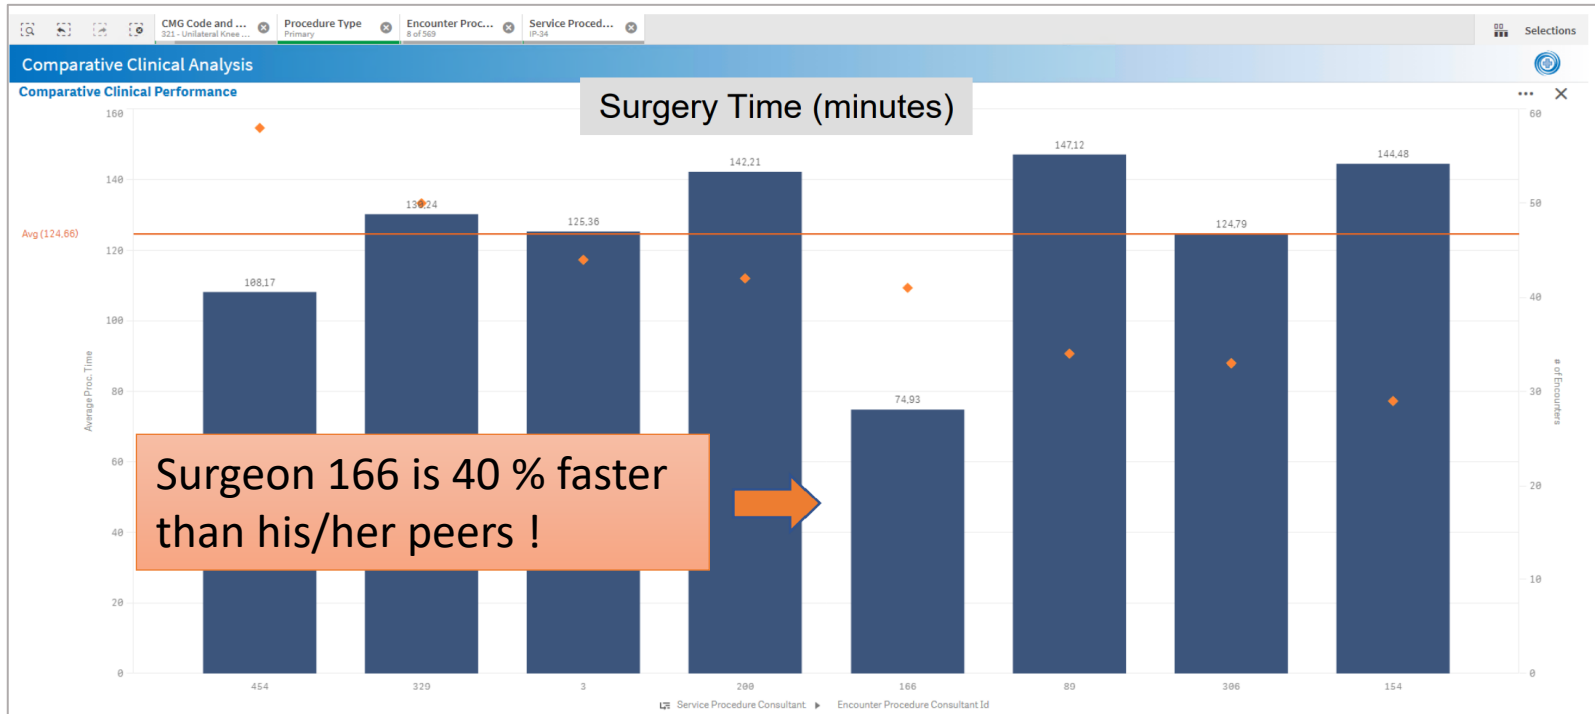 CMG Code and ...
321 - Unilateral Knee ...
Procedure Type
Primary
Encounter Proc...
8 of 569
Service Proced...
IP-34
Selections
Comparative Clinical Analysis
Comparative Clinical Performance
Surgery Time (minutes)
160
140
120
100
80
60
40
20
0
Average Proc. Time
Avg (124,66)
108,17
130,24
125,36
142,21
74,93
147,12
124,79
144,48
60
50
40
30
20
10
0
# of Encounters
Surgeon 166 is 40 % faster
than his/her peers !
454 329 3 200 166 89 306 154
Service Procedure Consultant. Encounter Procedure Consultant Id